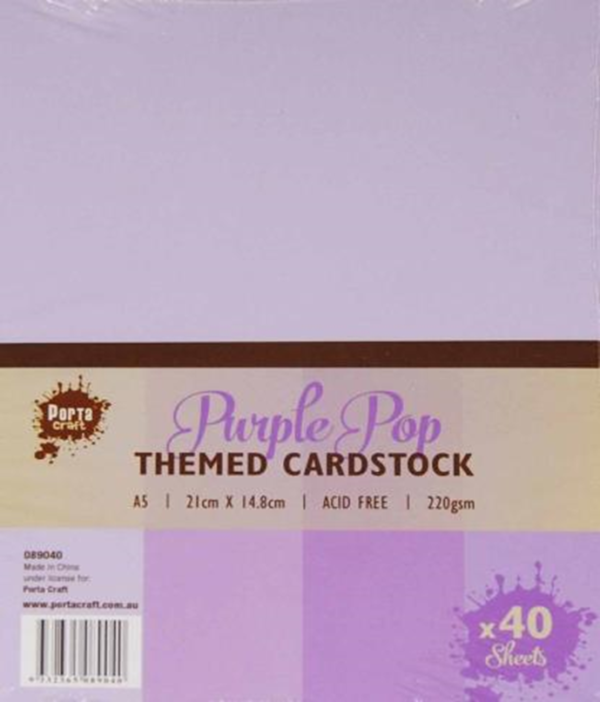 Porta
craft
Purple Pop
THEMED CARDSTOCK
A5 | 21cm X 14.8cm | ACID FREE | 220gsm
089040
Made in China
under license for:
Porta Craft
www.portacraft.com.au
x40
Sheets